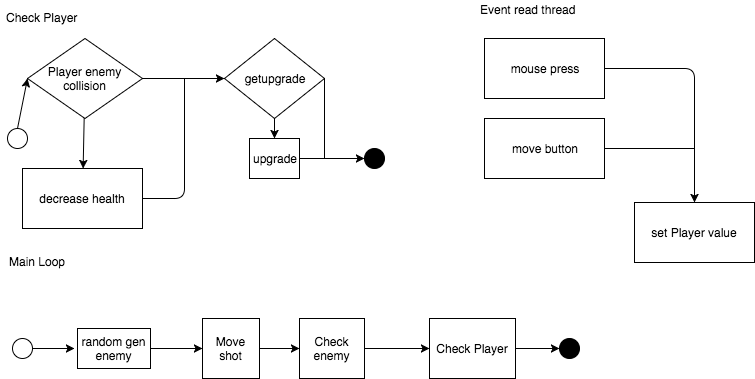 Check Player
Player enemy
collision
getupgrade
upgrade
decrease health
Event read thread
mouse press
move button
set Player value
Main Loop
random gen
enemy
Move
shot
Check
enemy
Check Player